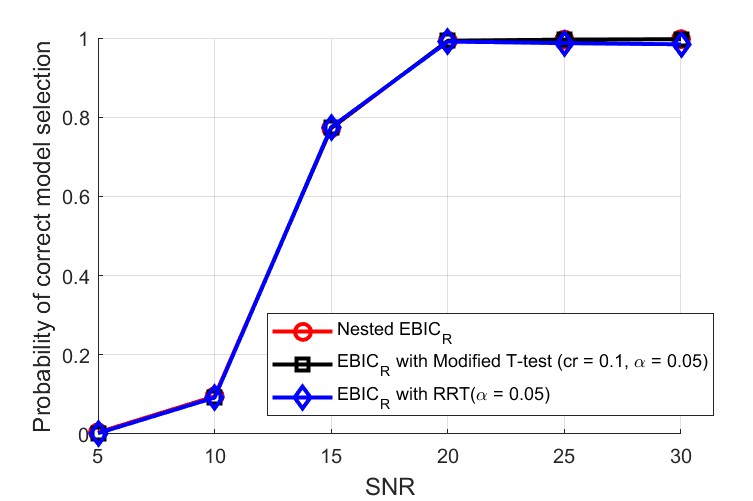 Probability of correct model selection
1
0.8
0.6
0.4
0.2
0
5 10 15 20 25 30
SNR
Nested EBIC_R
EBIC_R with Modified T-test (cr = 0.1, α = 0.05)
EBIC_R with RRT(α = 0.05)